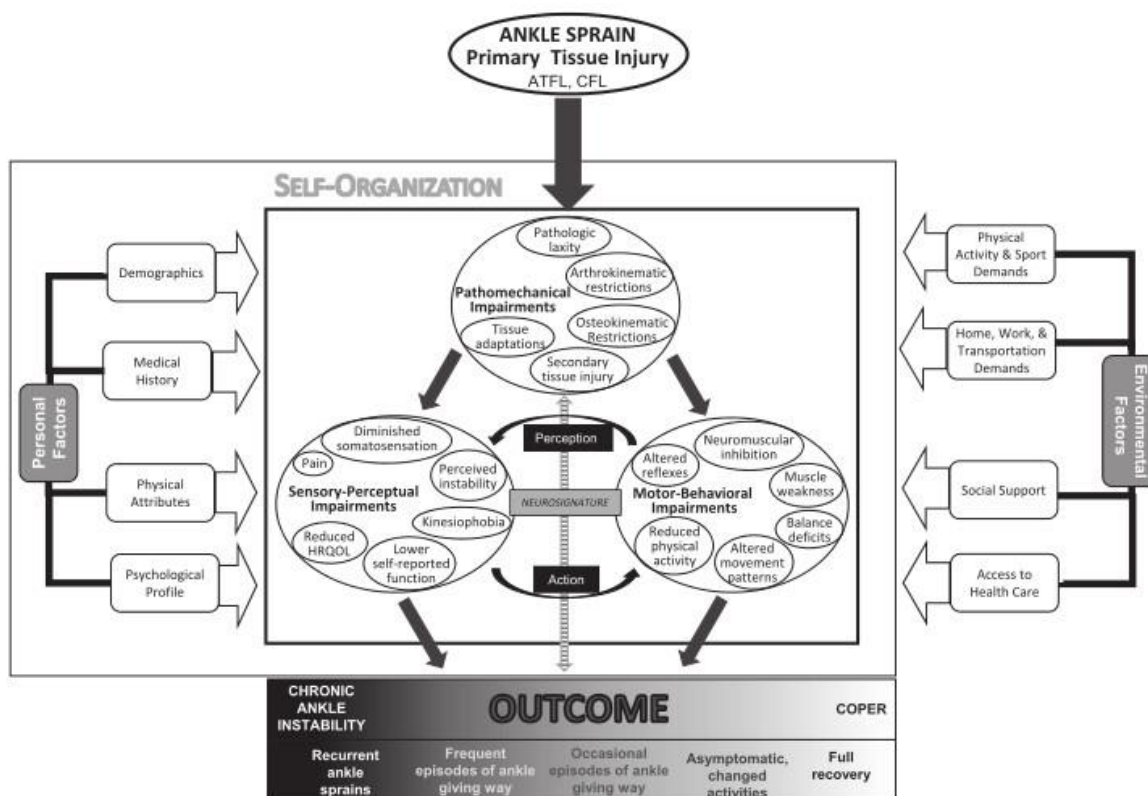 ANKLE SPRAIN
Primary Tissue Injury
ATFL, CFL
SELF-ORGANIZATION
Personal
Factors
Demographics
Medical
History
Physical
Attributes
Psychological
Profile
Pathologic
laxity
Arthrokinematic
restrictions
Pathomechanical
Impairments
Osteokinematic
Restrictions
Tissue
adaptations
Secondary
tissue injury
Diminished
somatosensation
Pain
Perceived
instability
Sensory-Perceptual
Impairments
Kinesiophobia
Reduced
HRQOL
Lower
self-reported
function
Perception
NEUROSIGNATURE
Action
Neuromuscular
inhibition
Altered
reflexes
Muscle
weakness
Motor-Behavioral
Impairments
Balance
deficits
Reduced
physical
activity
Altered
movement
patterns
Physical
Activity & Sport
Demands
Home, Work, &
Transportation
Demands
Social Support
Access to
Health Care
Environmental
Factors
CHRONIC
ANKLE
INSTABILITY
OUTCOME
COPER
Recurrent
ankle
sprains
Frequent
episodes of ankle
giving way
Occasional
episodes of ankle
giving way
Asymptomatic,
changed
activities
Full
recovery